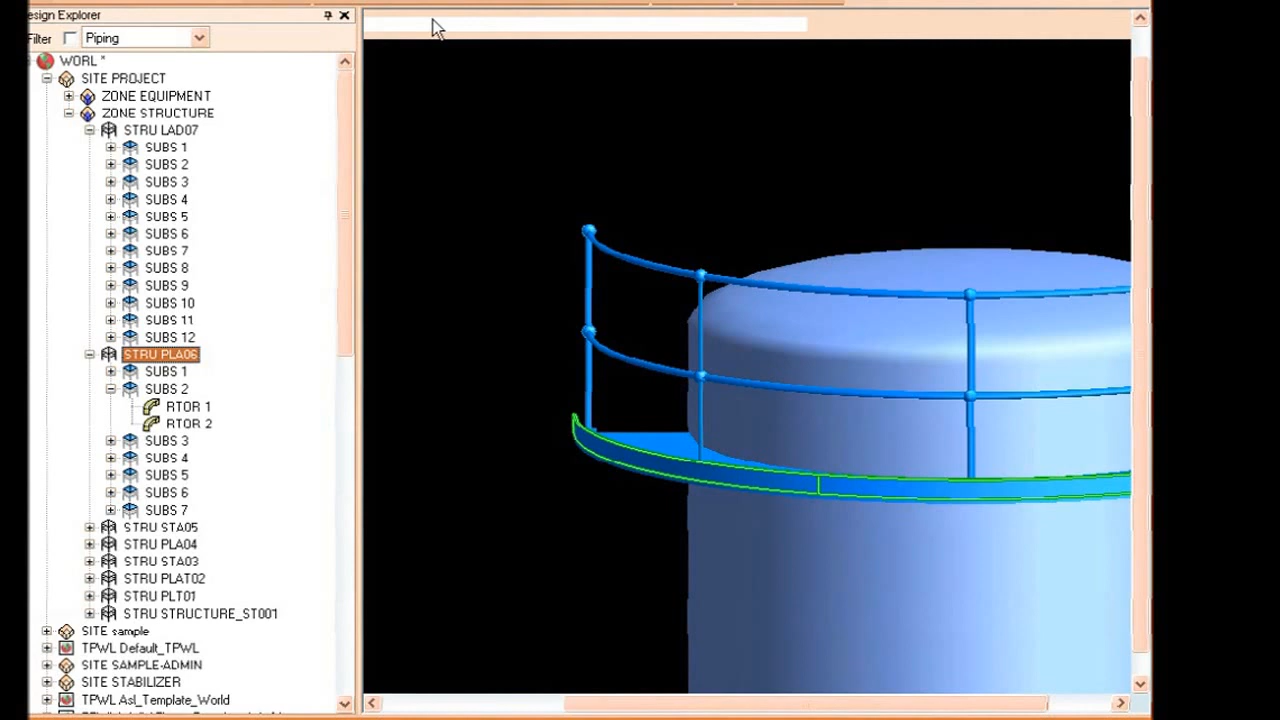 esign Explorer
Filter Piping
WORL *
SITE PROJECT
ZONE EQUIPMENT
ZONE STRUCTURE
STRU LAD07
SUBS 1
SUBS 2
SUBS 3
SUBS 4
SUBS 5
SUBS 6
SUBS 7
SUBS 8
SUBS 9
SUBS 10
SUBS 11
SUBS 12
STRU PLA06
SUBS 1
SUBS 2
RTOR 1
RTOR 2
SUBS 3
SUBS 4
SUBS 5
SUBS 6
SUBS 7
STRU STA05
STRU PLA04
STRU STA03
STRU PLAT02
STRU PLT01
STRU STRUCTURE_ST001
SITE sample
TPWL Default_TPWL
SITE SAMPLE-ADMIN
SITE STABILIZER
TPWL Asl_Template_World